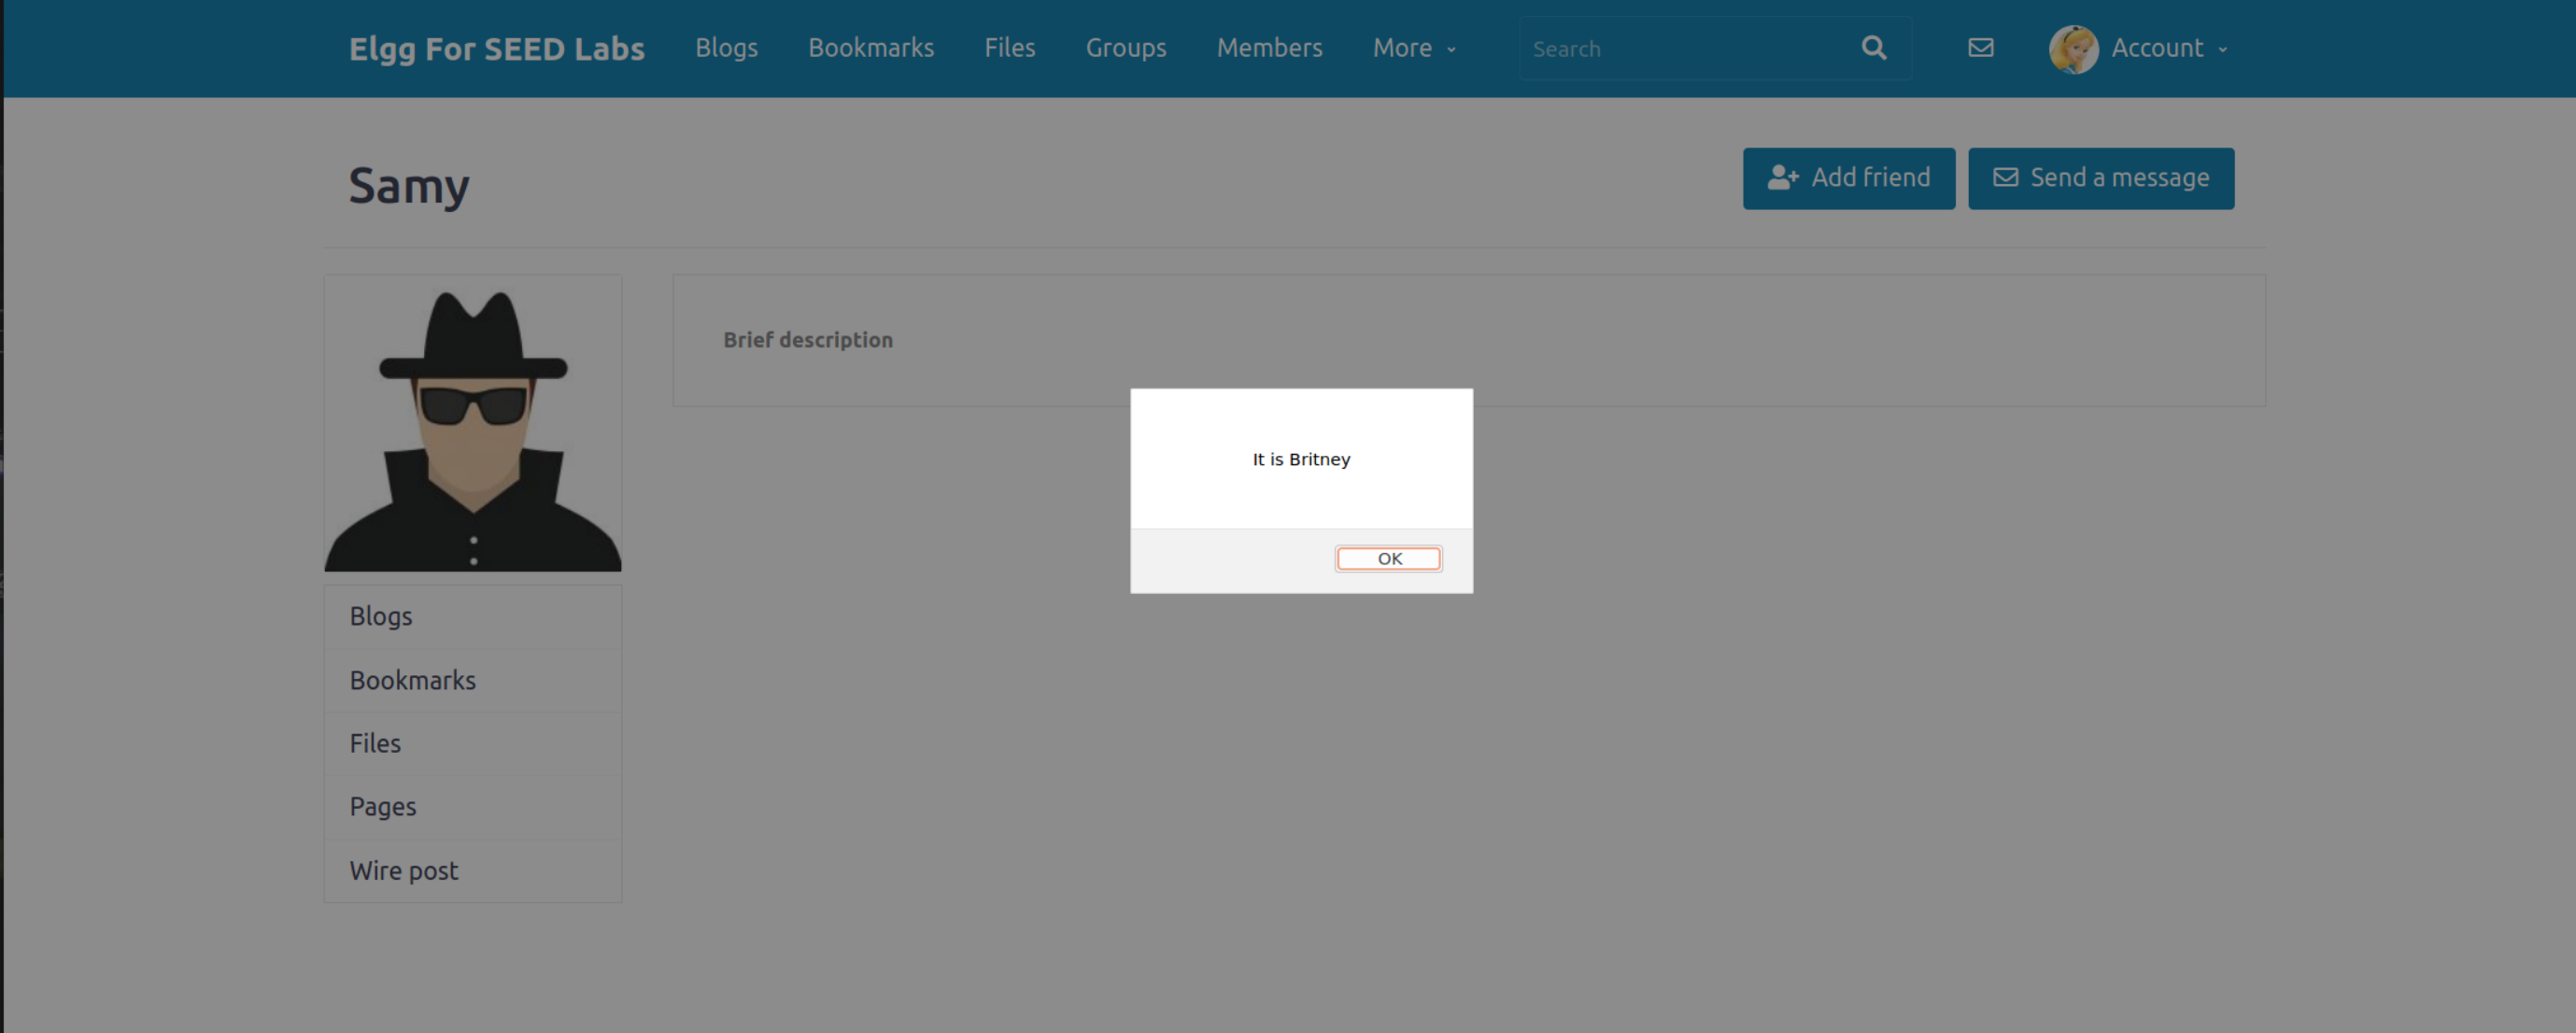 Elgg For SEED Labs Blogs Bookmarks Files Groups Members More Search Account
Samy Add friend Send a message
Brief description
It is Britney
OK
Blogs
Bookmarks
Files
Pages
Wire post